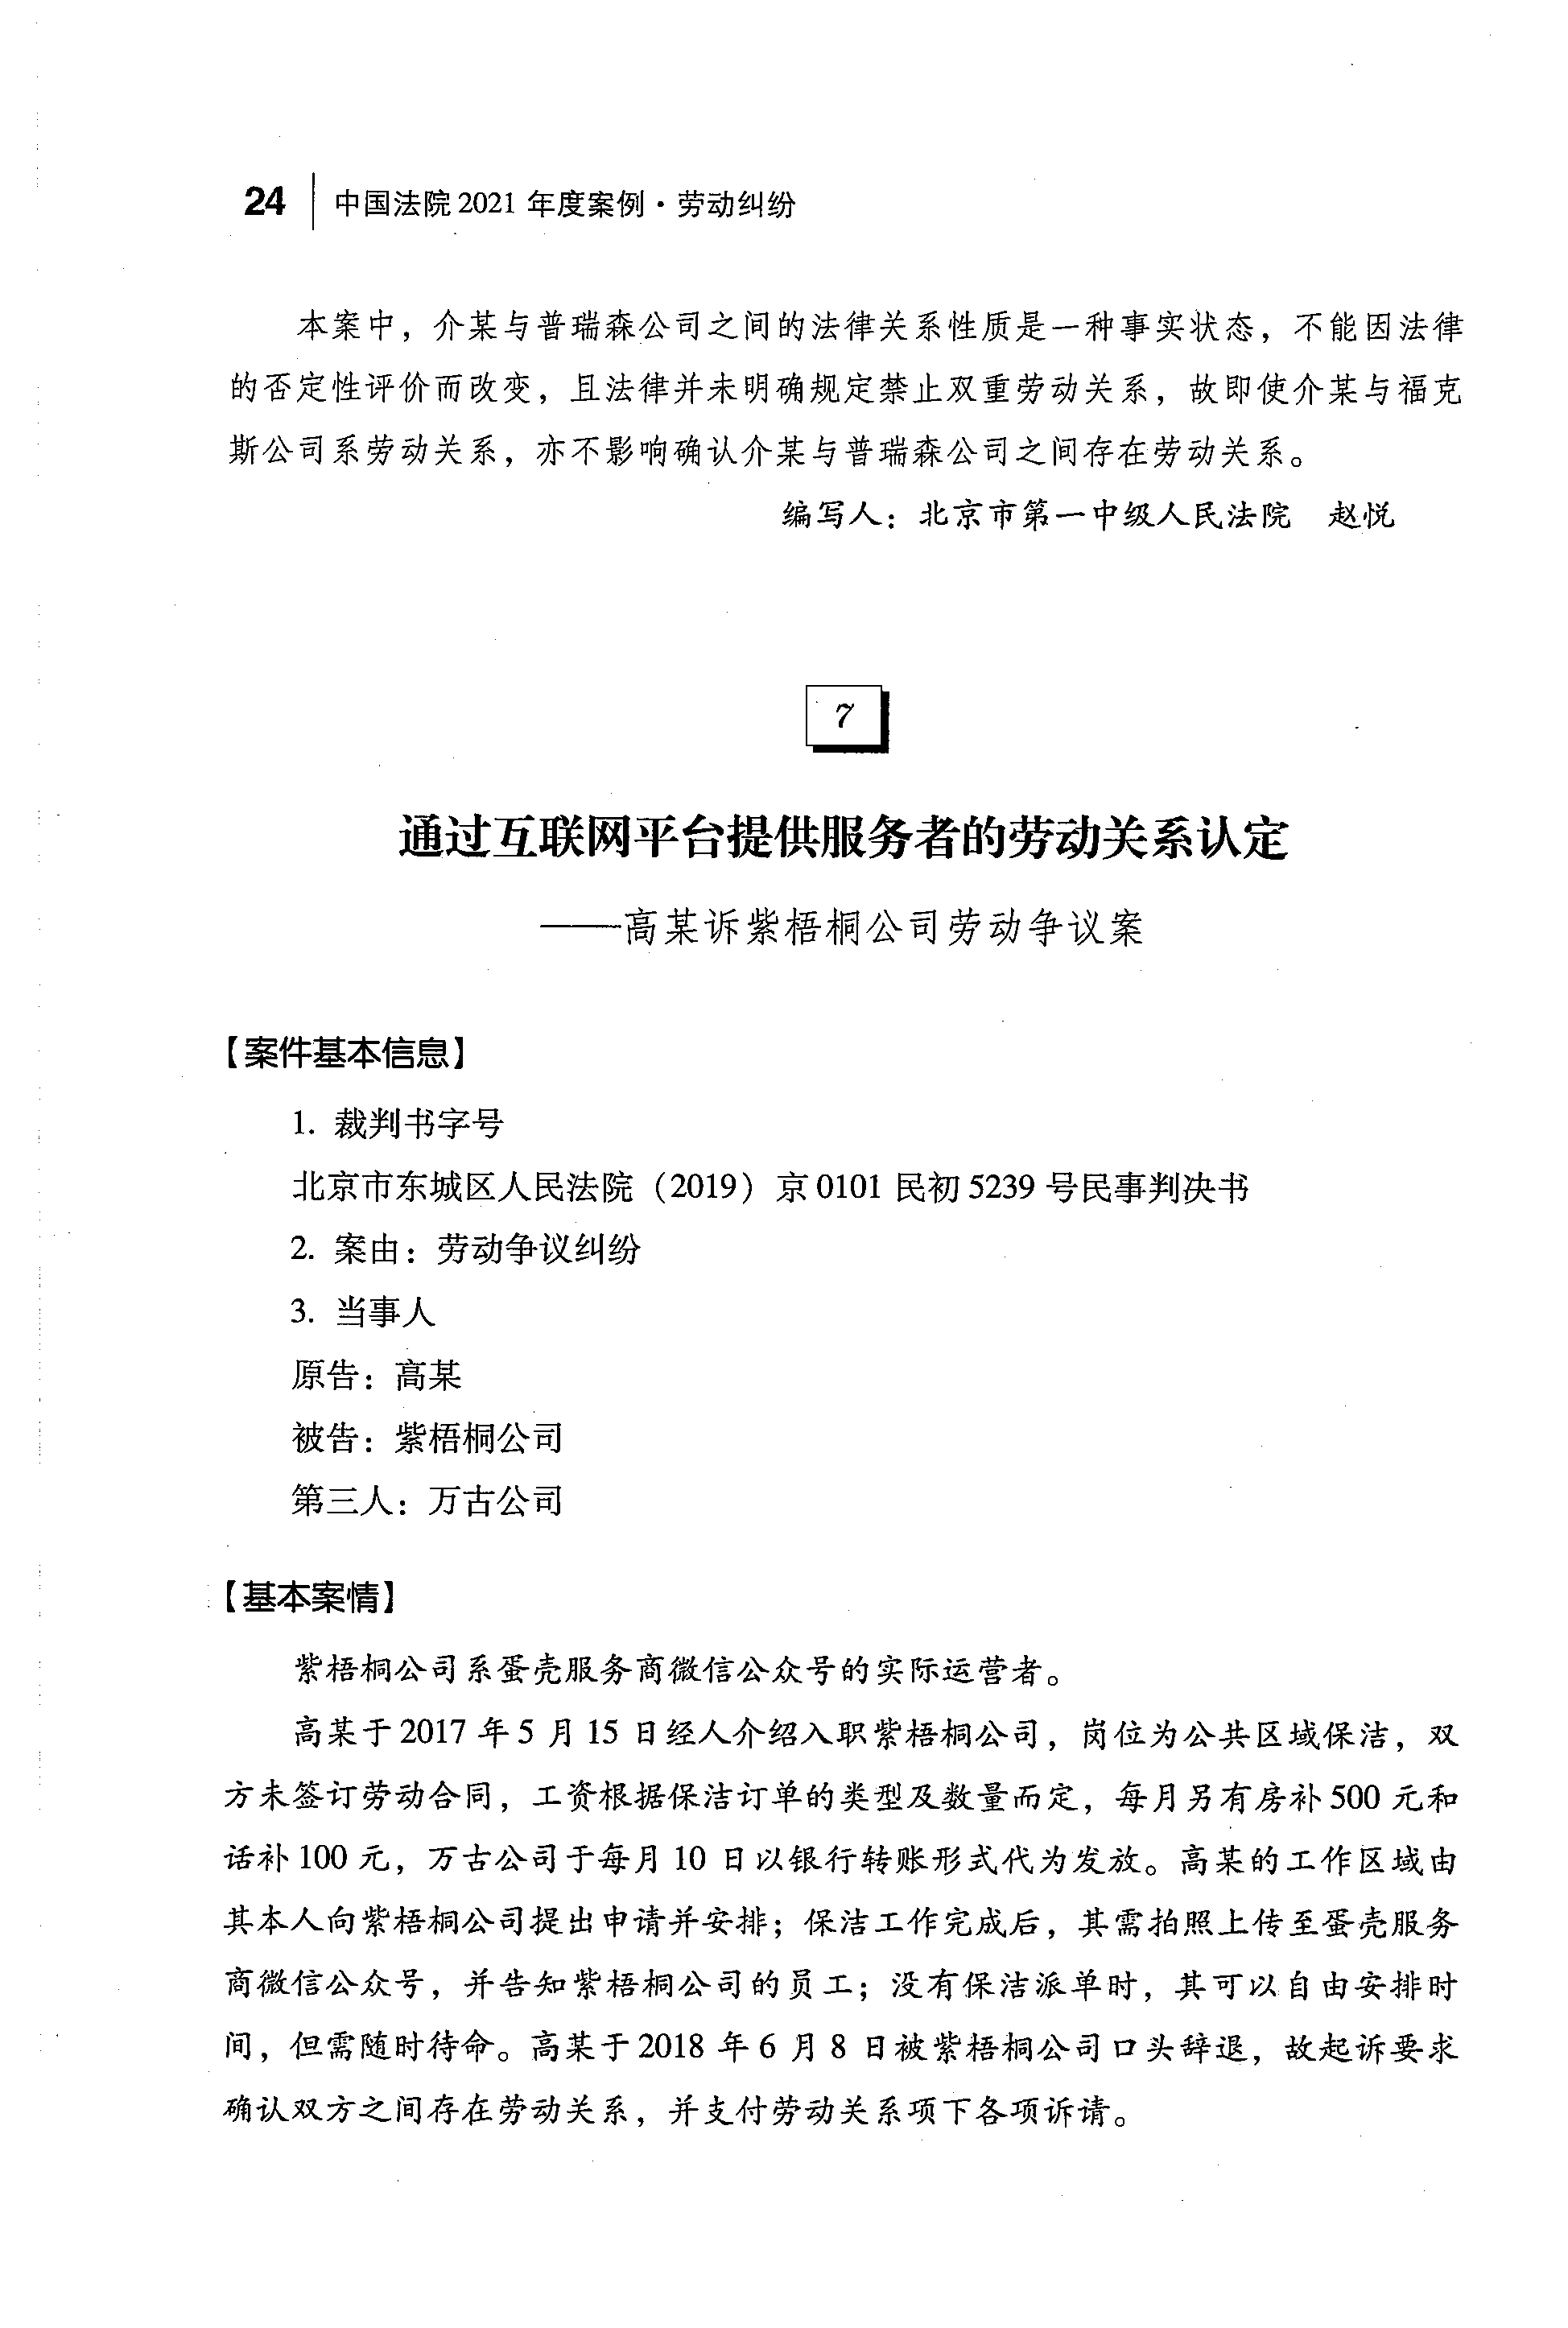 24 中国法院2021年度案例·劳动纠纷
本案中，介某与普瑞森公司之间的法律关系性质是一种事实状态，不能因法律
的否定性评价而改变，且法律并未明确规定禁止双重劳动关系，故即使介某与福克
斯公司系劳动关系，亦不影响确认介某与普瑞森公司之间存在劳动关系。
编写人：北京市第一中级人民法院 赵悦
7
通过互联网平台提供服务者的劳动关系认定
——高某诉紫梧桐公司劳动争议案
【案件基本信息】
1. 裁判书字号
北京市东城区人民法院（2019）京0101民初5239号民事判决书
2. 案由：劳动争议纠纷
3. 当事人
原告：高某
被告：紫梧桐公司
第三人：万古公司
【基本案情】
紫梧桐公司系蛋壳服务商微信公众号的实际运营者。
高某于2017年5月15日经人介绍入职紫梧桐公司，岗位为公共区域保洁，双
方未签订劳动合同，工资根据保洁订单的类型及数量而定，每月另有房补500元和
话补100元，万古公司于每月10日以银行转账形式代为发放。高某的工作区域由
其本人向紫梧桐公司提出申请并安排；保洁工作完成后，其需拍照上传至蛋壳服务
商微信公众号，并告知紫梧桐公司的员工；没有保洁派单时，其可以自由安排时
间，但需随时待命。高某于2018年6月8日被紫梧桐公司口头辞退，故起诉要求
确认双方之间存在劳动关系，并支付劳动关系项下各项诉请。